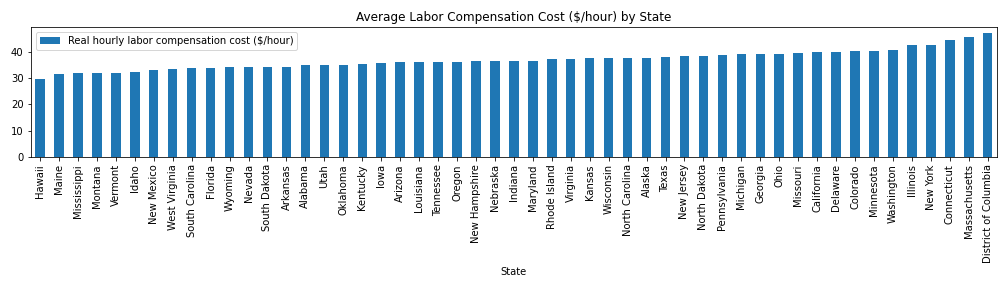 Average Labor Compensation Cost ($/hour) by State
Real hourly labor compensation cost ($/hour)
40
30
20
10
0
Hawaii
Maine
Mississippi
Montana
Vermont
Idaho
New Mexico
West Virginia
South Carolina
Florida
Wyoming
Nevada
South Dakota
Arkansas
Alabama
Utah
Oklahoma
Kentucky
Iowa
Arizona
Louisiana
Tennessee
Oregon
New Hampshire
Nebraska
Indiana
Maryland
Rhode Island
Virginia
Kansas
Wisconsin
North Carolina
Alaska
Texas
New Jersey
North Dakota
Pennsylvania
Michigan
Georgia
Ohio
Missouri
California
Delaware
Colorado
Minnesota
Washington
Illinois
New York
Connecticut
Massachusetts
District of Columbia
State